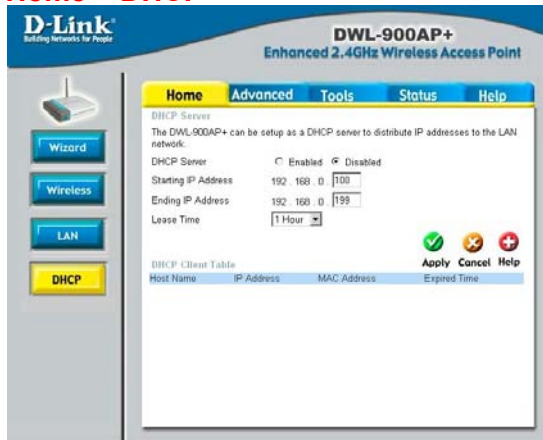 Home > DHCP
D-Link
Building Networks for People
DWL-900AP+
Enhanced 2.4GHz Wireless Access Point
Home Advanced Tools Status Help
Wizard
Wireless
LAN
DHCP
DHCP Server
The DWL-900AP+ can be setup as a DHCP server to distribute IP addresses to the LAN
network.
DHCP Server Enabled Disabled
Starting IP Address 192 . 168 . 0 . 100
Ending IP Address 192 . 168 . 0 . 199
Lease Time 1 Hour
Apply Cancel Help
DHCP Client Table
Host Name IP Address MAC Address Expired Time